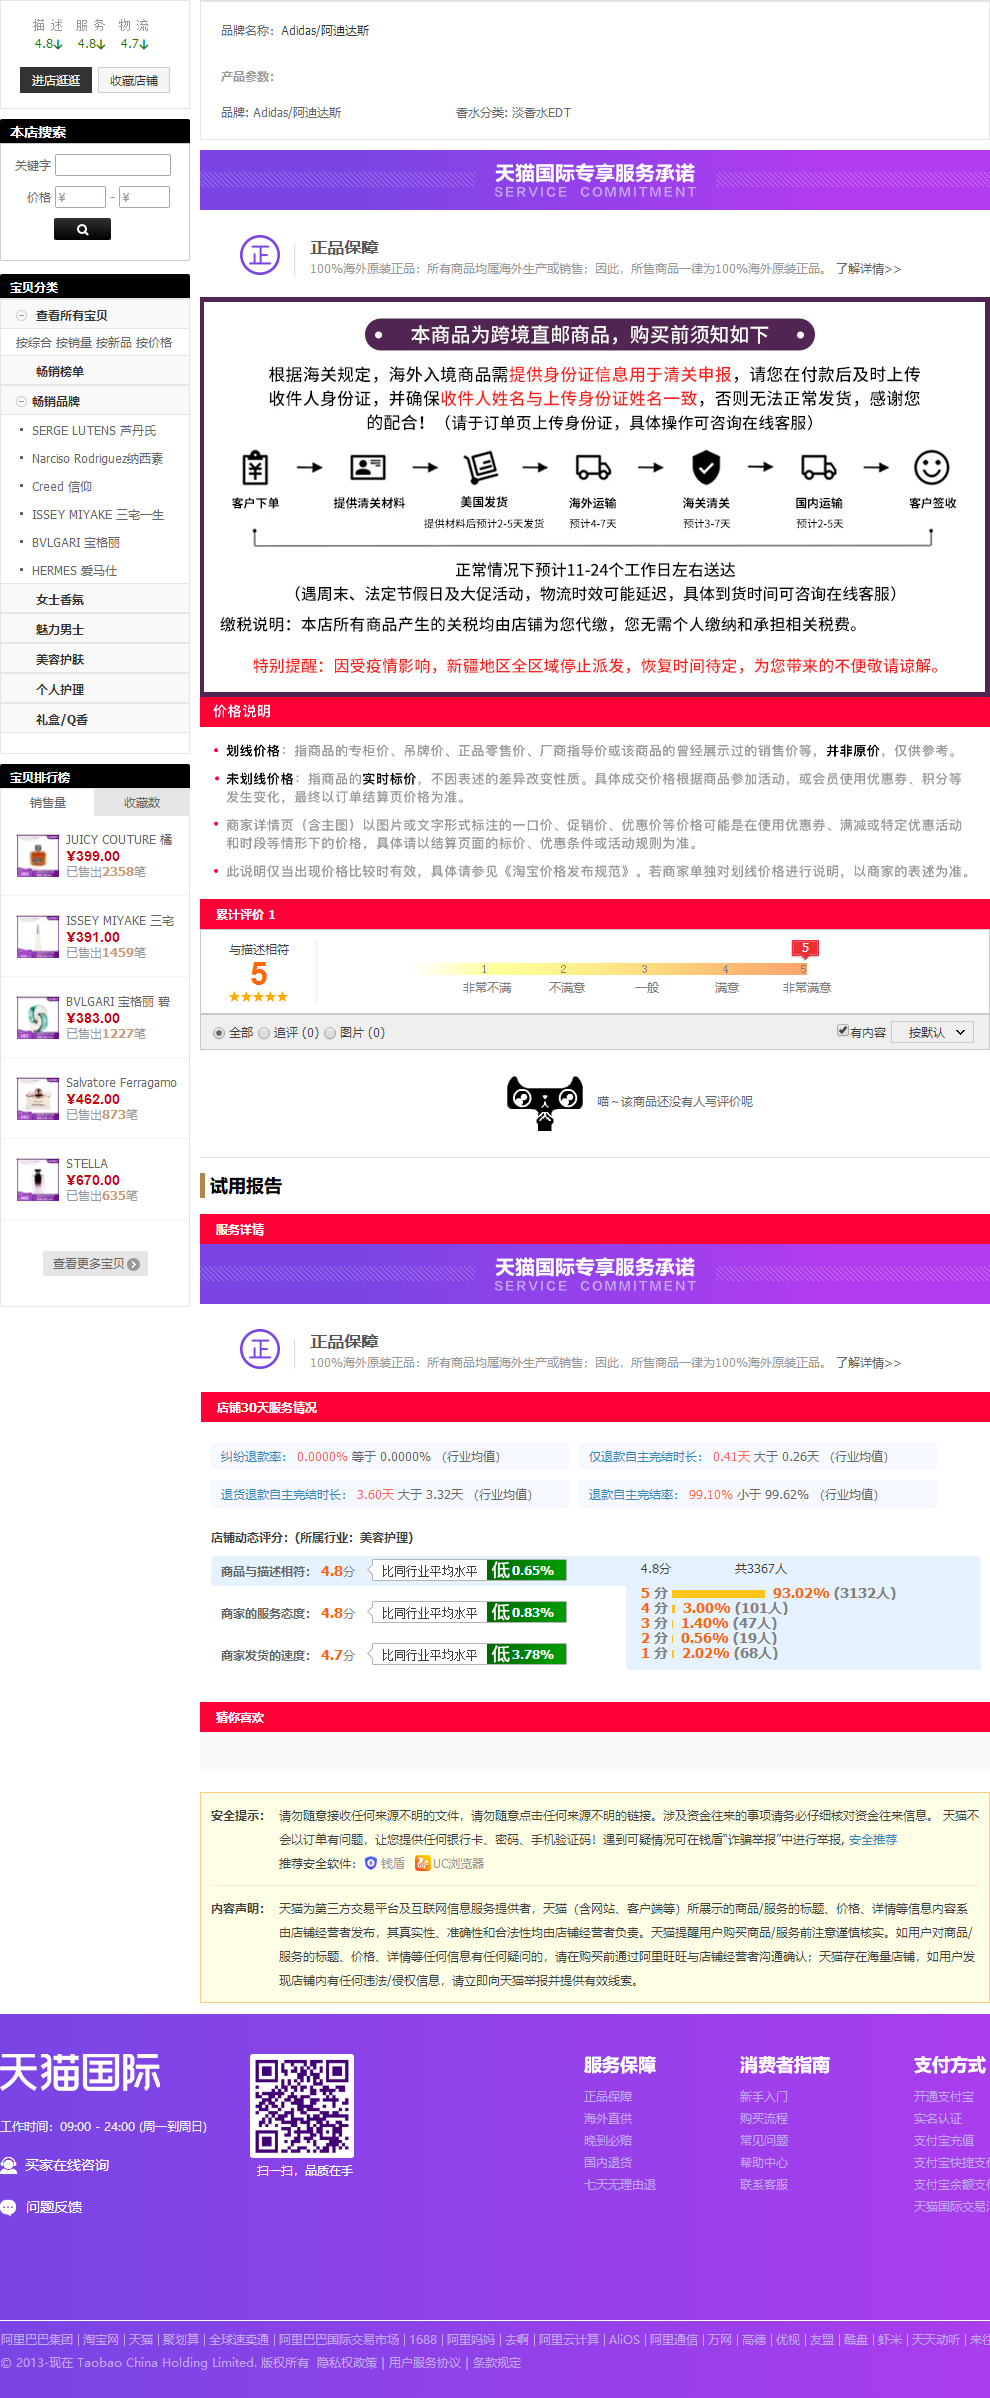 描 述 服 务 物 流
4.8 4.8 4.7
进店逛逛 收藏店铺
本店搜索
关键字
价格 ¥ - ¥
宝贝分类
查看所有宝贝
按综合 按销量 按新品 按价格
畅销榜单
畅销品牌
SERGE LUTENS 芦丹氏
Narciso Rodriguez纳西素
Creed 信仰
ISSEY MIYAKE 三宅一生
BVLGARI 宝格丽
HERMES 爱马仕
女士香氛
魅力男士
美容护肤
个人护理
礼盒/Q香
宝贝排行榜
销售量 收藏数
JUICY COUTURE 橘
¥399.00
已售出2358笔
ISSEY MIYAKE 三宅
¥391.00
已售出1459笔
BVLGARI 宝格丽 碧
¥383.00
已售出1227笔
Salvatore Ferragamo
¥462.00
已售出873笔
STELLA
¥670.00
已售出635笔
查看更多宝贝
品牌名称：Adidas/阿迪达斯
产品参数：
品牌: Adidas/阿迪达斯 香水分类: 淡香水EDT
天猫国际专享服务承诺
SERVICE COMMITMENT
正 正品保障
100%海外原装正品：所有商品均属海外生产或销售；因此，所售商品一律为100%海外原装正品。 了解详情>>
本商品为跨境直邮商品，购买前须知如下
根据海关规定，海外入境商品需提供身份证信息用于清关申报，请您在付款后及时上传
收件人身份证，并确保收件人姓名与上传身份证姓名一致，否则无法正常发货，感谢您
的配合！（请于订单页上传身份证，具体操作可咨询在线客服）
客户下单 提供清关材料 美国发货 海外运输 海关清关 国内运输 客户签收
提供材料后预计2-5天发货 预计4-7天 预计3-7天 预计2-5天
正常情况下预计11-24个工作日左右送达
（遇周末、法定节假日及大促活动，物流时效可能延迟，具体到货时间可咨询在线客服）
缴税说明：本店所有商品产生的关税均由店铺为您代缴，您无需个人缴纳和承担相关税费。
特别提醒：因受疫情影响，新疆地区全区域停止派发，恢复时间待定，为您带来的不便敬请谅解。
价格说明
划线价格：指商品的专柜价、吊牌价、正品零售价、厂商指导价或该商品的曾经展示过的销售价等，并非原价，仅供参考。
未划线价格：指商品的实时标价，不因表述的差异改变性质。具体成交价格根据商品参加活动，或会员使用优惠券、积分等
发生变化，最终以订单结算页价格为准。
商家详情页（含主图）以图片或文字形式标注的一口价、促销价、优惠价等价格可能是在使用优惠券、满减或特定优惠活动
和时段等情形下的价格，具体请以结算页面的标价、优惠条件或活动规则为准。
此说明仅当出现价格比较时有效，具体请参见《淘宝价格发布规范》。若商家单独对划线价格进行说明，以商家的表述为准。
累计评价 1
与描述相符
5
5
1 2 3 4 5
非常不满 不满意 一般 满意 非常满意
全部 追评 (0) 图片 (0) 有内容 按默认
喵～该商品还没有人写评价呢
试用报告
服务详情
天猫国际专享服务承诺
SERVICE COMMITMENT
正 正品保障
100%海外原装正品：所有商品均属海外生产或销售；因此，所售商品一律为100%海外原装正品。 了解详情>>
店铺30天服务情况
纠纷退款率： 0.0000% 等于 0.0000% （行业均值） 仅退款自主完结时长： 0.41天 大于 0.26天 （行业均值）
退货退款自主完结时长： 3.60天 大于 3.32天 （行业均值） 退款自主完结率： 99.10% 小于 99.62% （行业均值）
店铺动态评分：(所属行业：美容护理)
商品与描述相符： 4.8分 比同行业平均水平 低0.65%
商家的服务态度： 4.8分 比同行业平均水平 低0.83%
商家发货的速度： 4.7分 比同行业平均水平 低3.78%
4.8分 共3367人
5 分 93.02% (3132人)
4 分 3.00% (101人)
3 分 1.40% (47人)
2 分 0.56% (19人)
1 分 2.02% (68人)
猜你喜欢
安全提示： 请勿随意接收任何来源不明的文件，请勿随意点击任何来源不明的链接。涉及资金往来的事项请务必仔细核对资金往来信息。 天猫不
会以订单有问题，让您提供任何银行卡、密码、手机验证码！遇到可疑情况可在钱盾“诈骗举报”中进行举报, 安全推荐
推荐安全软件： 钱盾 UC浏览器
内容声明： 天猫为第三方交易平台及互联网信息服务提供者，天猫（含网站、客户端等）所展示的商品/服务的标题、价格、详情等信息内容系
由店铺经营者发布，其真实性、准确性和合法性均由店铺经营者负责。天猫提醒用户购买商品/服务前注意谨慎核实。如用户对商品/
服务的标题、价格、详情等任何信息有任何疑问的，请在购买前通过阿里旺旺与店铺经营者沟通确认；天猫存在海量店铺，如用户发
现店铺内有任何违法/侵权信息，请立即向天猫举报并提供有效线索。
天猫国际
工作时间：09:00 - 24:00 (周一到周日)
买家在线咨询
问题反馈
扫一扫，品质在手
服务保障
正品保障
海外直供
晚到必赔
国内退货
七天无理由退
消费者指南
新手入门
购买流程
常见问题
帮助中心
联系客服
支付方式
开通支付宝
实名认证
支付宝充值
支付宝快捷支
支付宝余额支
天猫国际交易
阿里巴巴集团 | 淘宝网 | 天猫 | 聚划算 | 全球速卖通 | 阿里巴巴国际交易市场 | 1688 | 阿里妈妈 | 去啊 | 阿里云计算 | AliOS | 阿里通信 | 万网 | 高德 | 优视 | 友盟 | 酷盘 | 虾米 | 天天动听 | 来往
© 2013-现在 Taobao China Holding Limited. 版权所有 隐私权政策 | 用户服务协议 | 条款规定